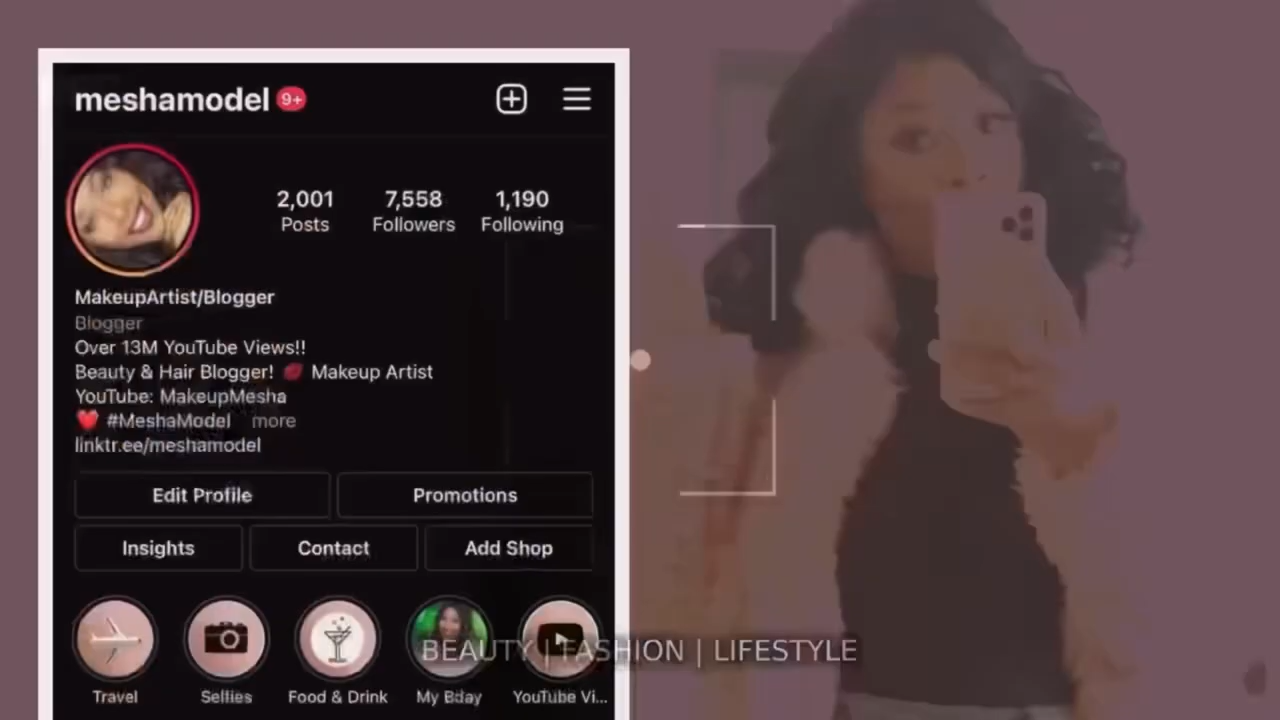 meshamodel 9+
2,001 7,558 1,190
Posts Followers Following
MakeupArtist/Blogger
Blogger
Over 13M YouTube Views!!
Beauty & Hair Blogger! 💋 Makeup Artist
YouTube: MakeupMesha
❤️ #MeshaModel more
linktr.ee/meshamodel
Edit Profile Promotions
Insights Contact Add Shop
BEAUTY | FASHION | LIFESTYLE
Travel Selfies Food & Drink My Bday YouTube Vi...